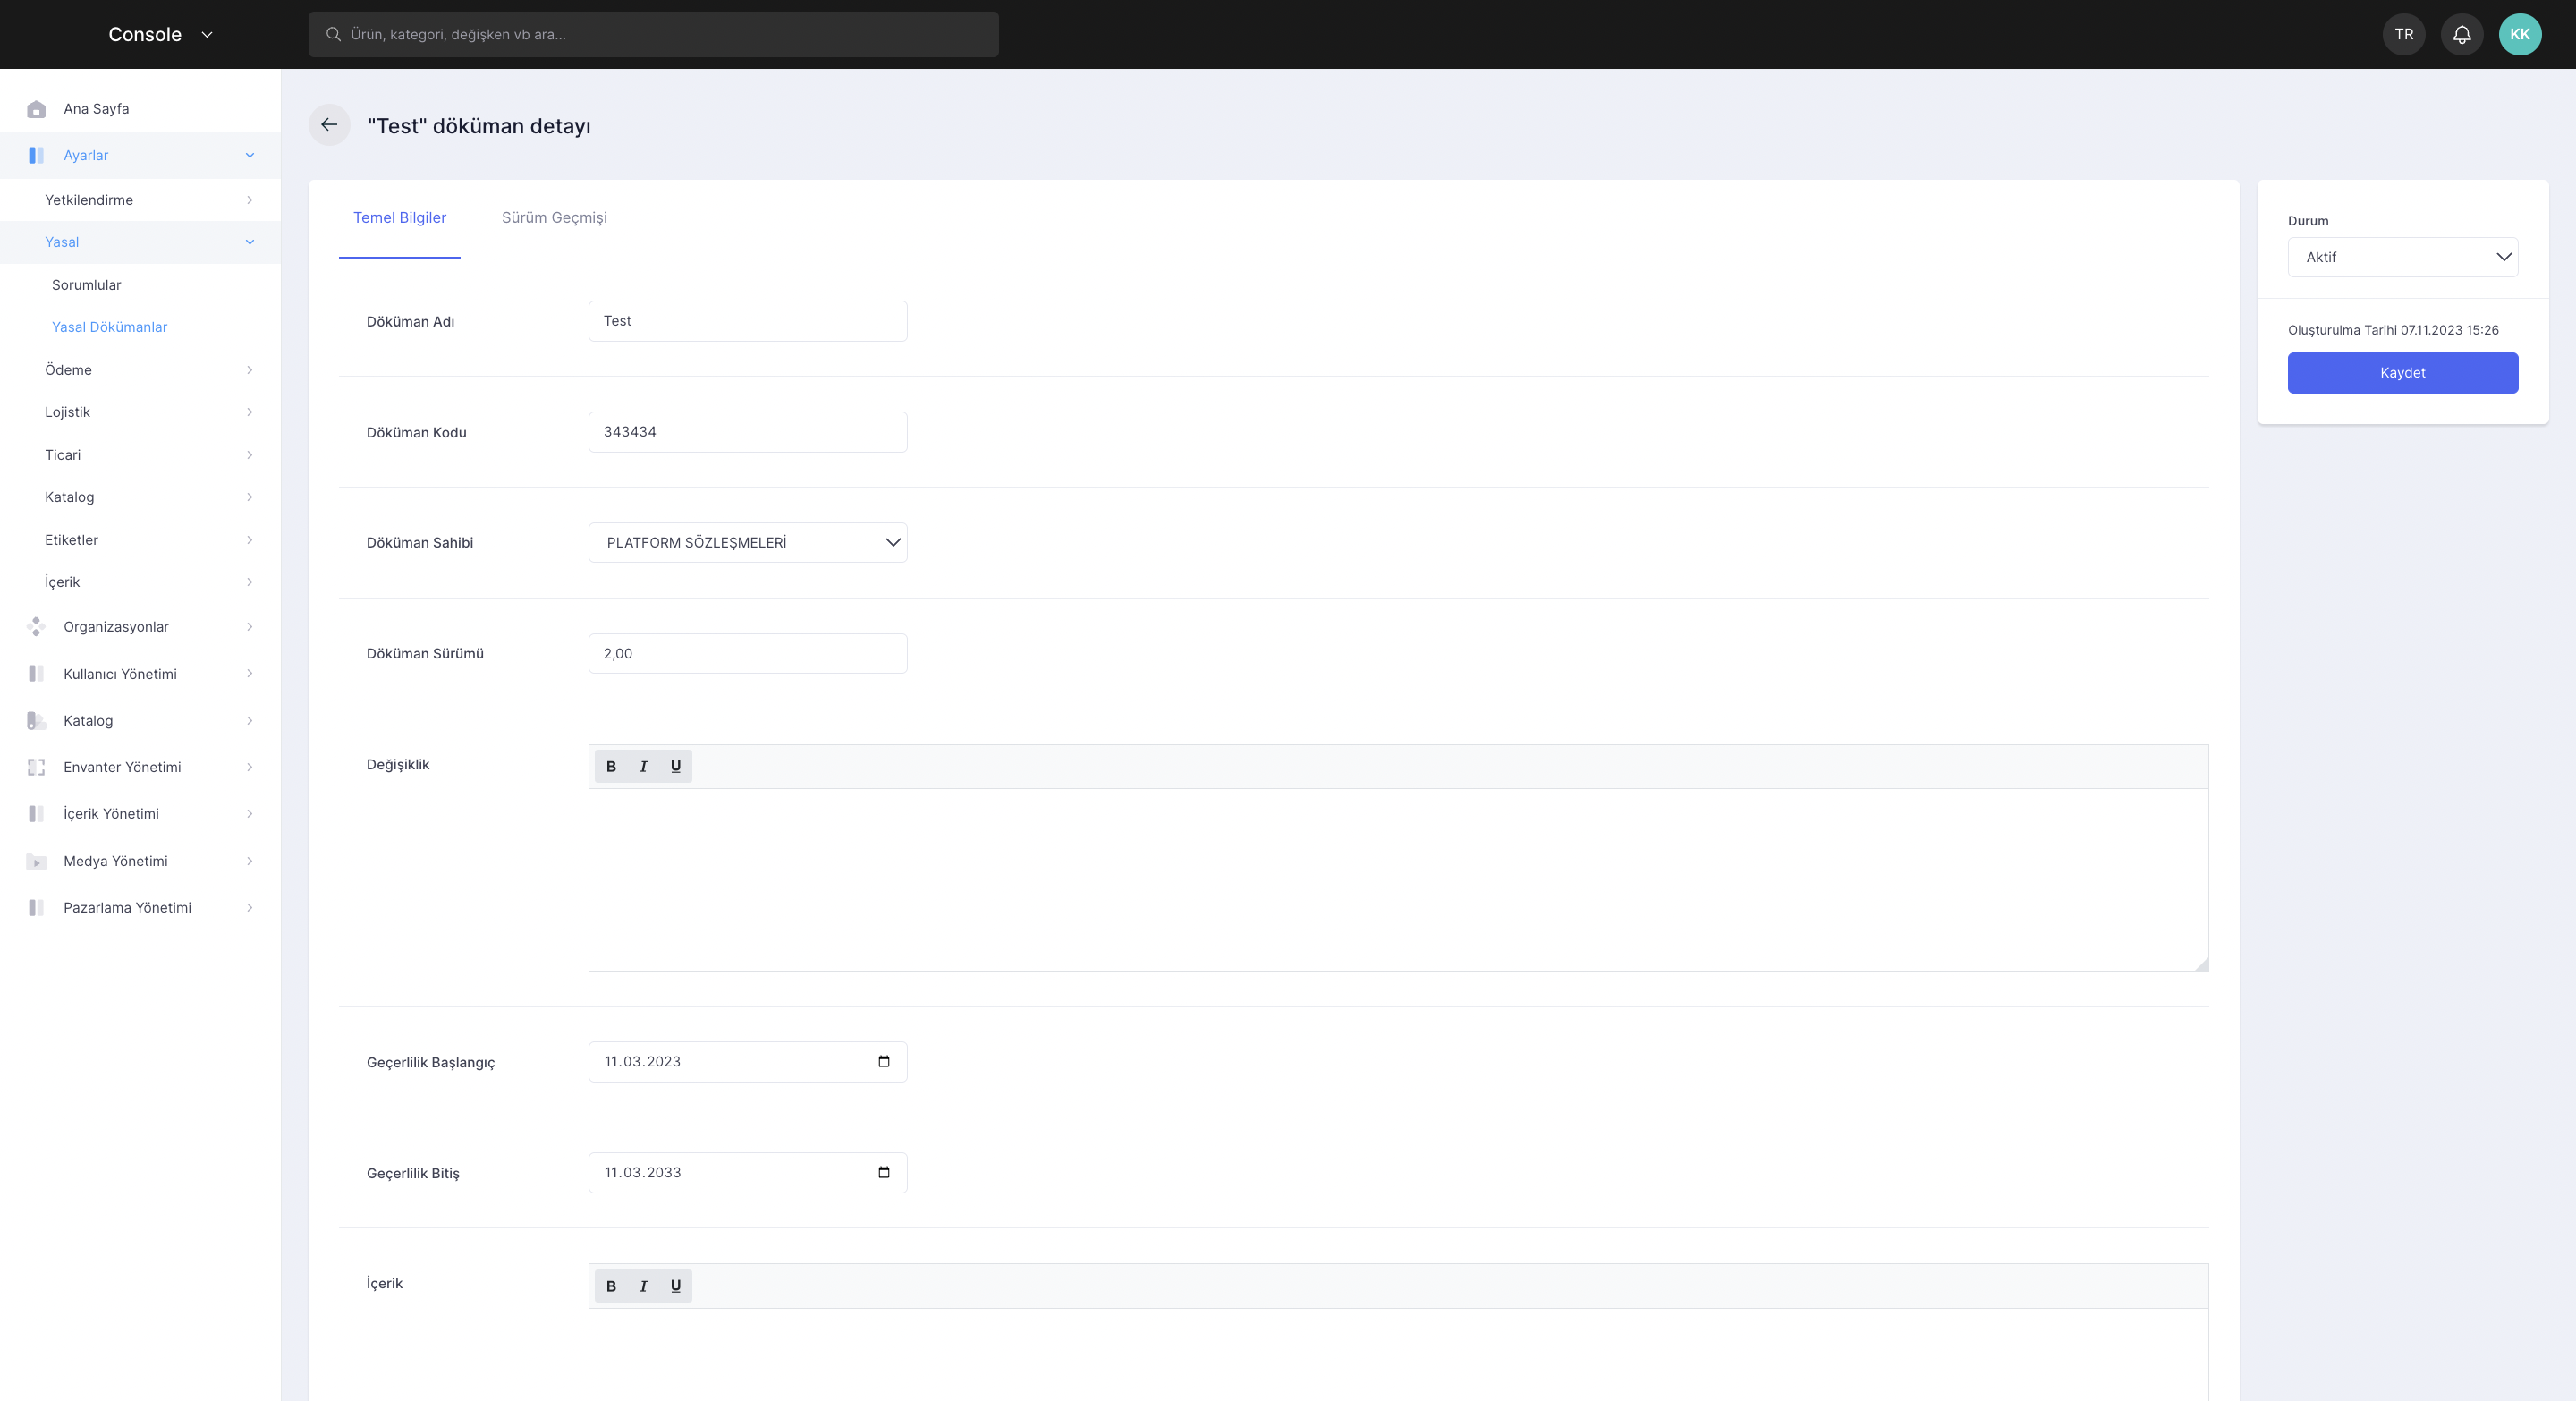 Console
Ürün, kategori, değişken vb ara...
TR
KK
Ana Sayfa
Ayarlar
Yetkilendirme
Yasal
Sorumlular
Yasal Dökümanlar
Ödeme
Lojistik
Ticari
Katalog
Etiketler
İçerik
Organizasyonlar
Kullanıcı Yönetimi
Katalog
Envanter Yönetimi
İçerik Yönetimi
Medya Yönetimi
Pazarlama Yönetimi
"Test" döküman detayı
Temel Bilgiler Sürüm Geçmişi
Döküman Adı Test
Döküman Kodu 343434
Döküman Sahibi PLATFORM SÖZLEŞMELERİ
Döküman Sürümü 2,00
Değişiklik B I U
Geçerlilik Başlangıç 11.03.2023
Geçerlilik Bitiş 11.03.2033
İçerik B I U
Durum
Aktif
Oluşturulma Tarihi 07.11.2023 15:26
Kaydet